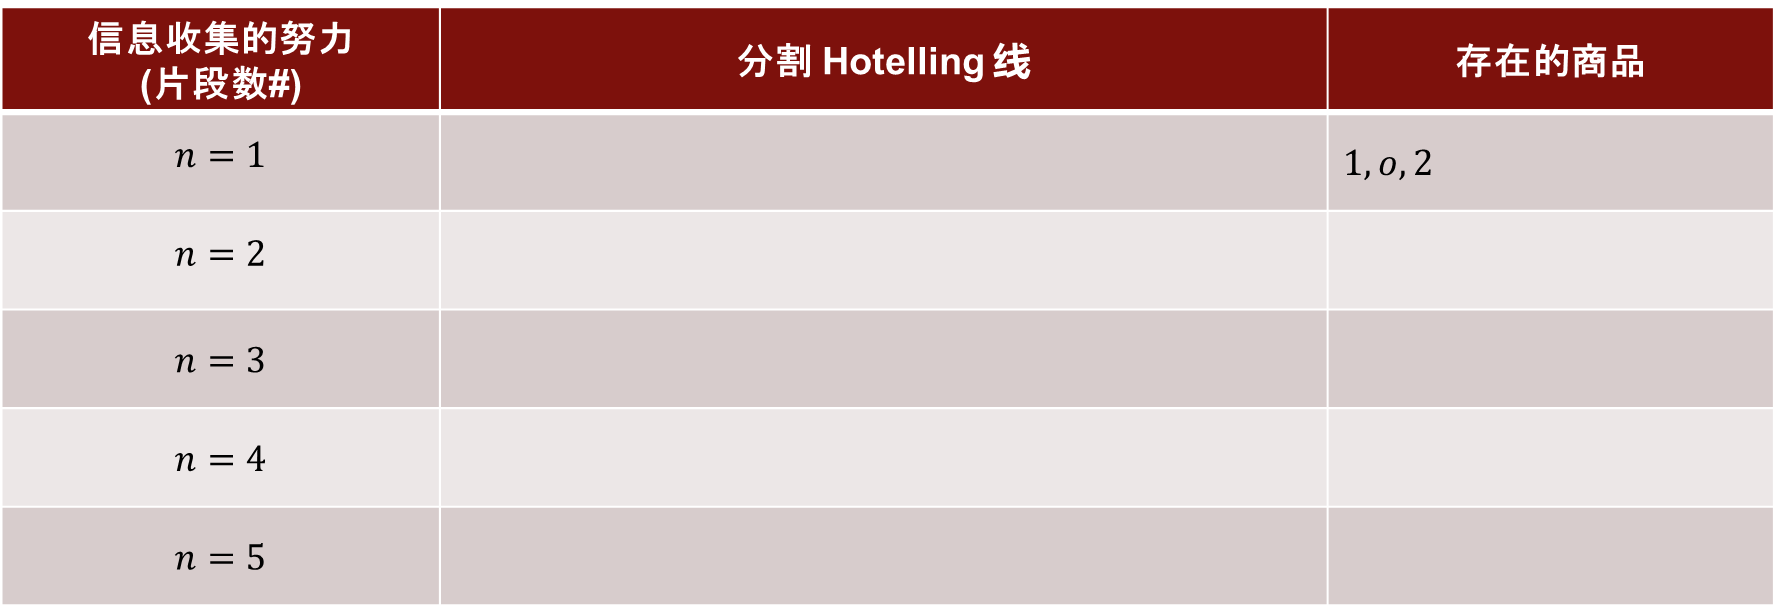 信息收集的努力
(片段数#)
分割 Hotelling 线
存在的商品
n = 1
1, o, 2
n = 2
n = 3
n = 4
n = 5